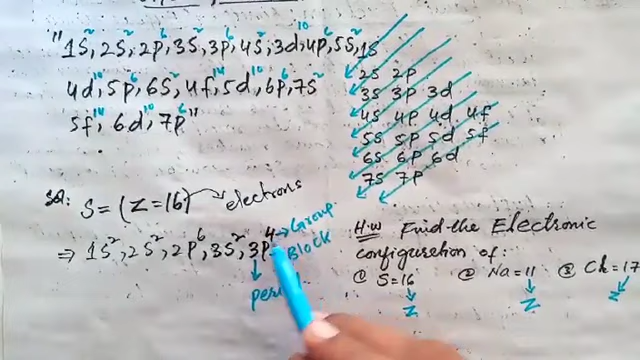 "1s², 2s², 2p⁶, 3s², 3p⁶, 4s², 3d¹⁰, 4p⁶, 5s²,
4d¹⁰, 5p⁶, 6s², 4f¹⁴, 5d¹⁰, 6p⁶, 7s²
5f¹⁴, 6d¹⁰, 7p⁶"
1s
2s 2p
3s 3p 3d
4s 4p 4d 4f
5s 5p 5d 5f
6s 6p 6d
7s 7p
S = (Z=16) electrons
⇒ 1s², 2s², 2p⁶, 3s², 3p⁴ → Group
Block
H.W Find the Electronic
configuration of:
① S=16 ② Na=11 ③ Ch=17
Z Z Z